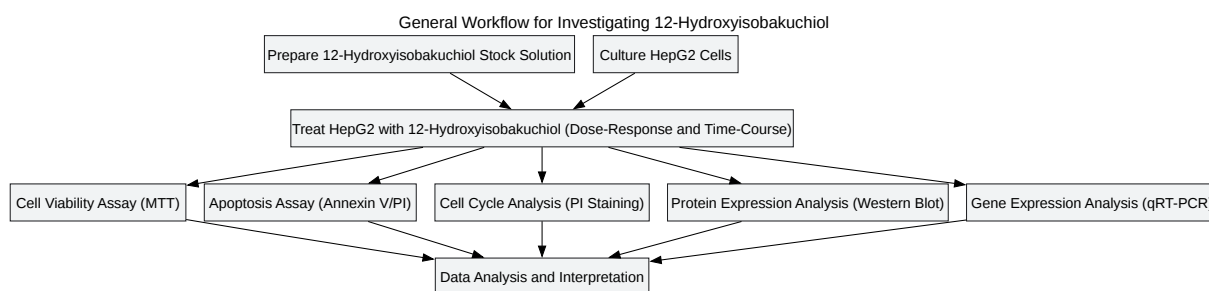 General Workflow for Investigating 12-Hydroxyisobakuchiol
Prepare 12-Hydroxyisobakuchiol Stock Solution
Culture HepG2 Cells
Treat HepG2 with 12-Hydroxyisobakuchiol (Dose-Response and Time-Course)
Cell Viability Assay (MTT)
Apoptosis Assay (Annexin V/PI)
Cell Cycle Analysis (PI Staining)
Protein Expression Analysis (Western Blot)
Gene Expression Analysis (qRT-PCR)
Data Analysis and Interpretation